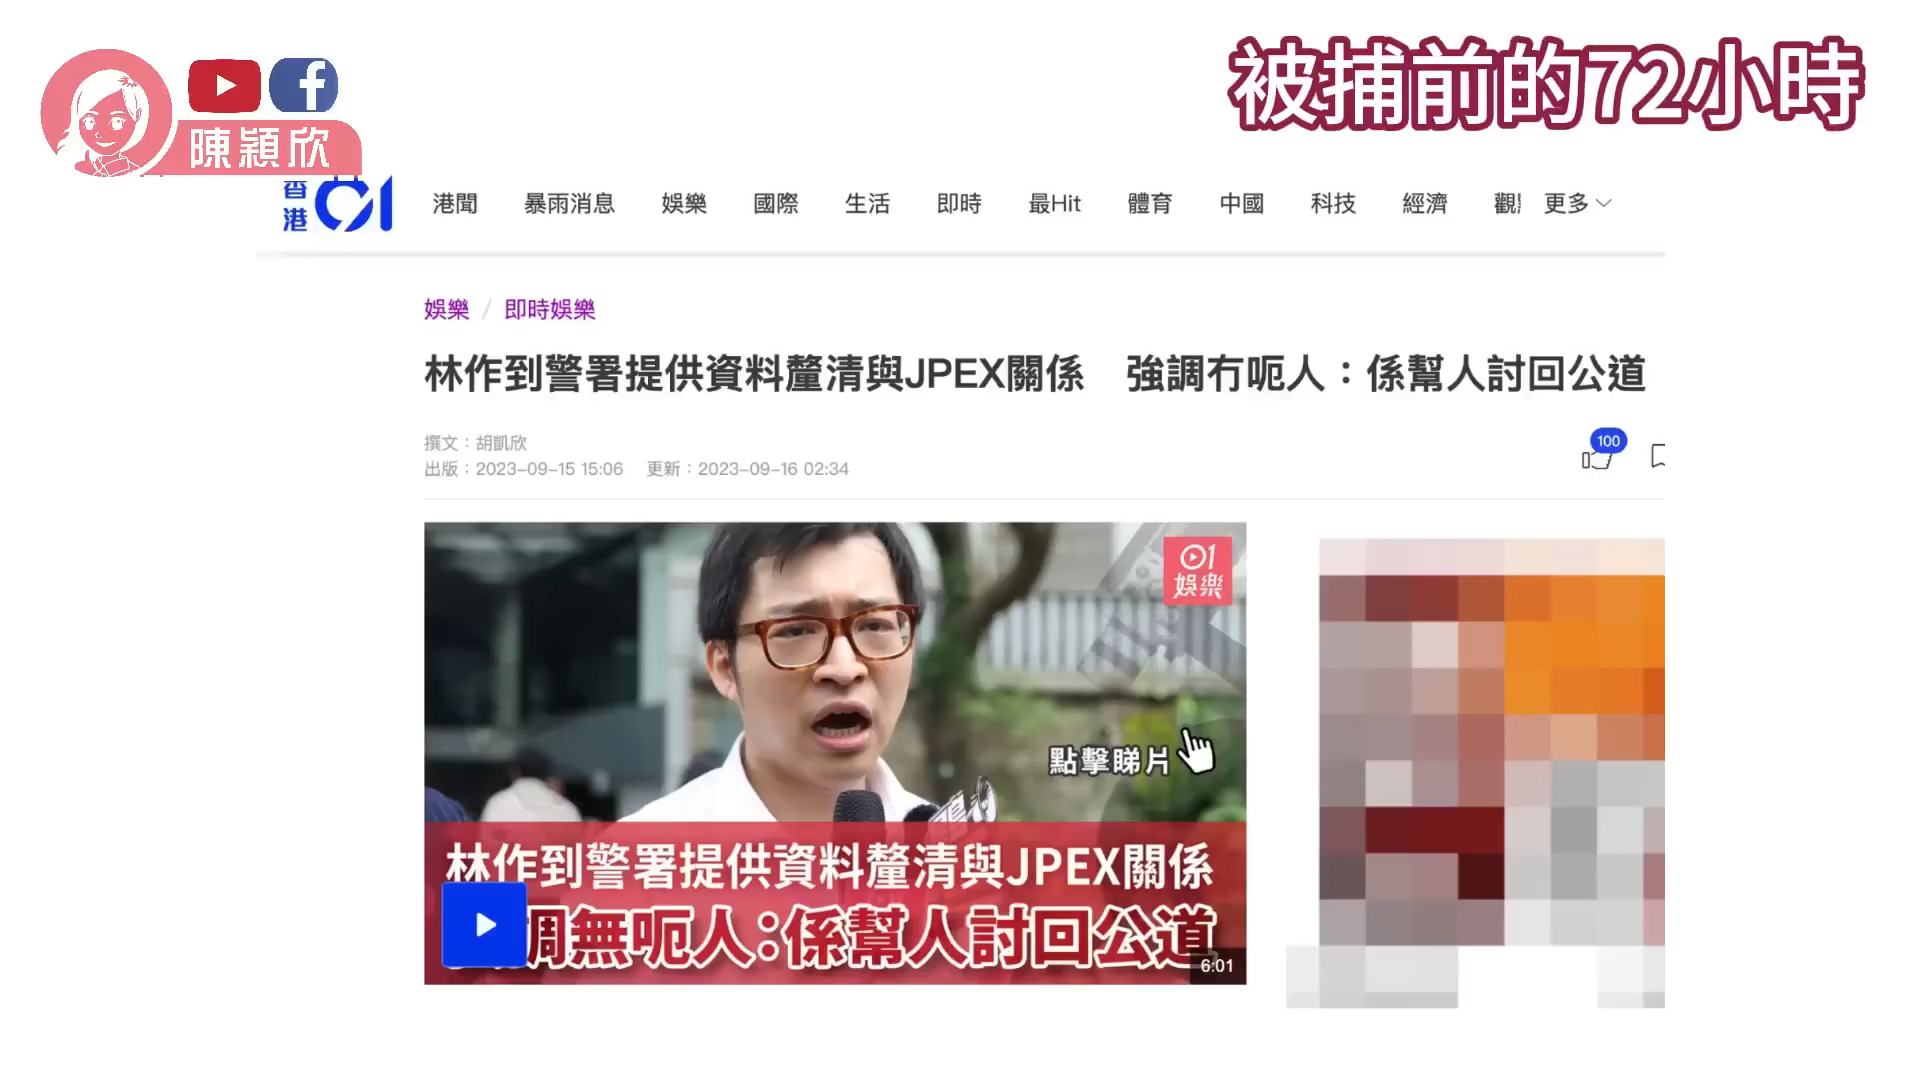 被捕前的72小時
陳穎欣
香港01
港聞 暴雨消息 娛樂 國際 生活 即時 最Hit 體育 中國 科技 經濟 觀 更多
娛樂 / 即時娛樂
林作到警署提供資料釐清與JPEX關係 強調冇呃人：係幫人討回公道
撰文：胡凱欣
出版：2023-09-15 15:06 更新：2023-09-16 02:34
100
01
娛樂
點擊睇片
林作到警署提供資料釐清與JPEX關係
調無呃人：係幫人討回公道
6:01